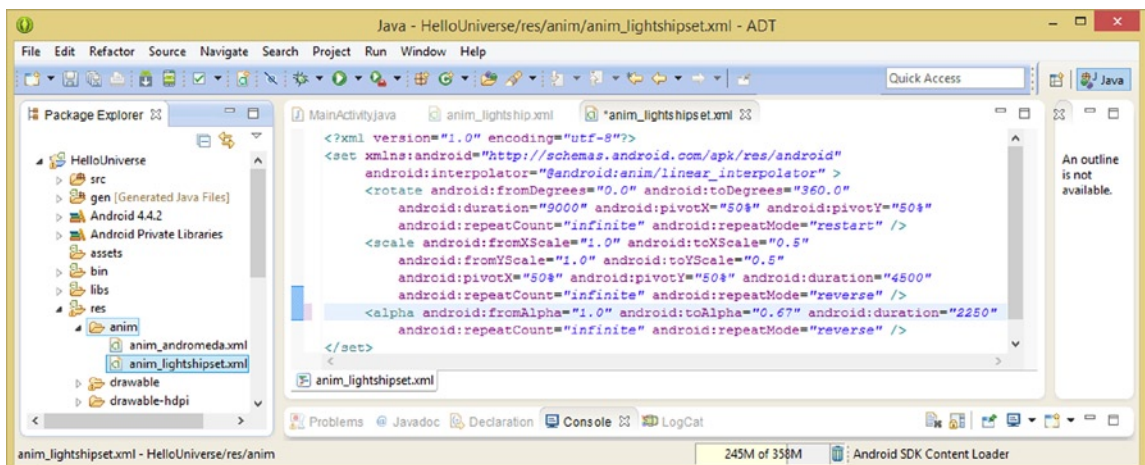 Java - HelloUniverse/res/anim/anim_lightshipset.xml - ADT
File Edit Refactor Source Navigate Search Project Run Window Help
Quick Access
Java
Package Explorer
HelloUniverse
src
gen [Generated Java Files]
Android 4.4.2
Android Private Libraries
assets
bin
libs
res
anim
anim_andromeda.xml
anim_lightshipset.xml
drawable
drawable-hdpi
MainActivity.java anim_lightship.xml *anim_lightshipset.xml
<?xml version="1.0" encoding="utf-8"?>
<set xmlns:android="http://schemas.android.com/apk/res/android"
android:interpolator="@android:anim/linear_interpolator" >
<rotate android:fromDegrees="0.0" android:toDegrees="360.0"
android:duration="9000" android:pivotX="50%" android:pivotY="50%"
android:repeatCount="infinite" android:repeatMode="restart" />
<scale android:fromXScale="1.0" android:toXScale="0.5"
android:fromYScale="1.0" android:toYScale="0.5"
android:pivotX="50%" android:pivotY="50%" android:duration="4500"
android:repeatCount="infinite" android:repeatMode="reverse" />
<alpha android:fromAlpha="1.0" android:toAlpha="0.67" android:duration="2250"
android:repeatCount="infinite" android:repeatMode="reverse" />
</set>
anim_lightshipset.xml
An outline
is not
available.
Problems @ Javadoc Declaration Console LogCat
anim_lightshipset.xml - HelloUniverse/res/anim
245M of 358M
Android SDK Content Loader